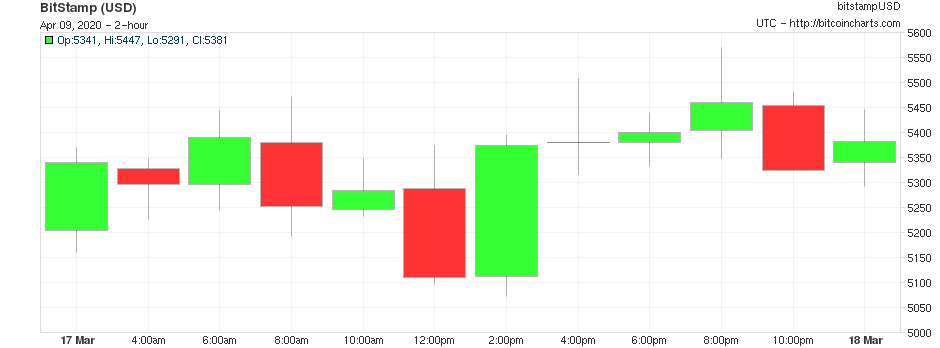 BitStamp (USD)
bitstampUSD
Apr 09, 2020 - 2-hour
UTC - http://bitcoincharts.com
Op:5341, Hi:5447, Lo:5291, Cl:5381
5600
5550
5500
5450
5400
5350
5300
5250
5200
5150
5100
5050
5000
17 Mar 4:00am 6:00am 8:00am 10:00am 12:00pm 2:00pm 4:00pm 6:00pm 8:00pm 10:00pm 18 Mar